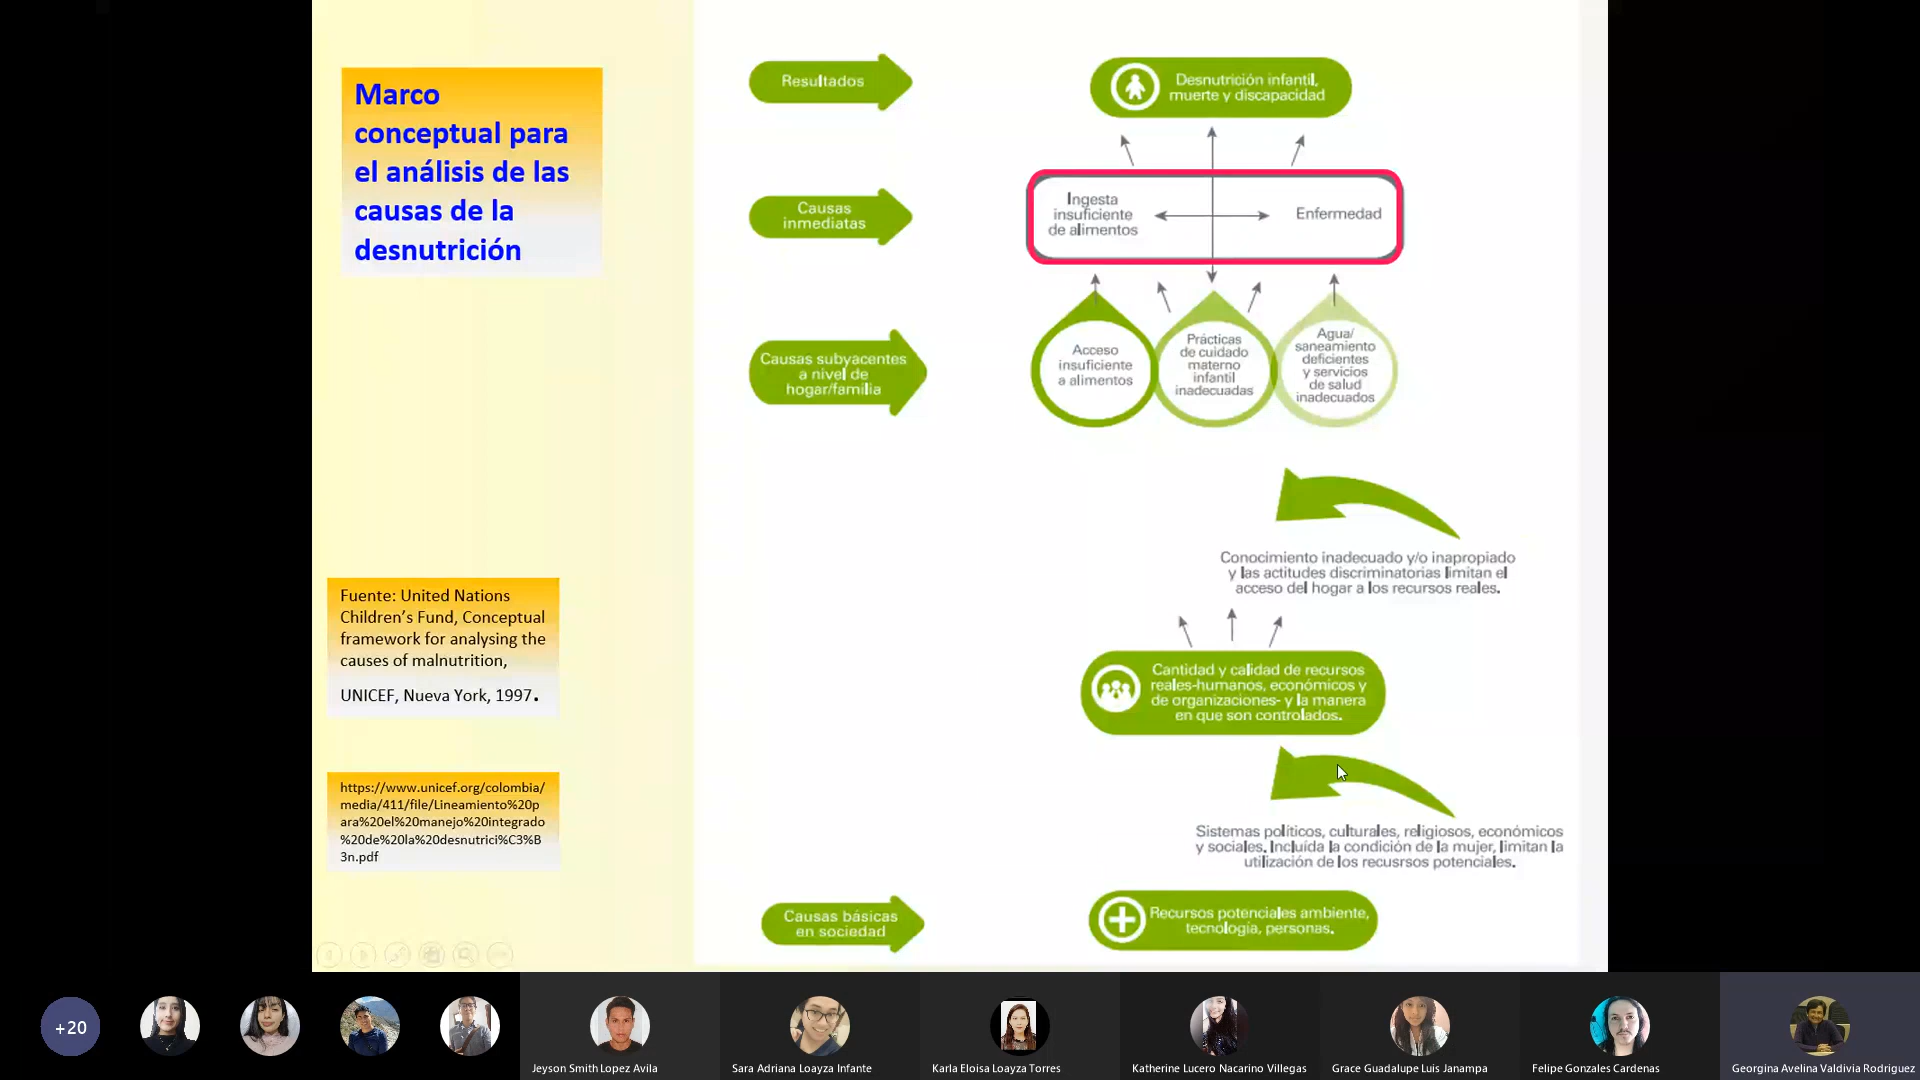 Marco
conceptual para
el análisis de las
causas de la
desnutrición
Fuente: United Nations
Children’s Fund, Conceptual
framework for analysing the
causes of malnutrition,
UNICEF, Nueva York, 1997.
https://www.unicef.org/colombia/
media/411/file/Lineamiento%20p
ara%20el%20manejo%20integrado
%20de%20la%20desnutrici%C3%B
3n.pdf
Resultados
Desnutrición infantil,
muerte y discapacidad
Causas
inmediatas
Ingesta
insuficiente
de alimentos
Enfermedad
Causas subyacentes
a nivel de
hogar/familia
Acceso
insuficiente
a alimentos
Prácticas
de cuidado
materno
infantil
inadecuadas
Agua/
saneamiento
deficientes
y servicios
de salud
inadecuados
Conocimiento inadecuado y/o inapropiado
y las actitudes discriminatorias limitan el
acceso del hogar a los recursos reales.
Cantidad y calidad de recursos
reales-humanos, económicos y
de organizaciones- y la manera
en que son controlados.
Sistemas políticos, culturales, religiosos, económicos
y sociales. Incluída la condición de la mujer, limitan la
utilización de los recusrsos potenciales.
Causas básicas
en sociedad
Recursos potenciales ambiente,
tecnología, personas.
+20
Jeyson Smith Lopez Avila
Sara Adriana Loayza Infante
Karla Eloisa Loayza Torres
Katherine Lucero Nacarino Villegas
Grace Guadalupe Luis Janampa
Felipe Gonzales Cardenas
Georgina Avelina Valdivia Rodriguez